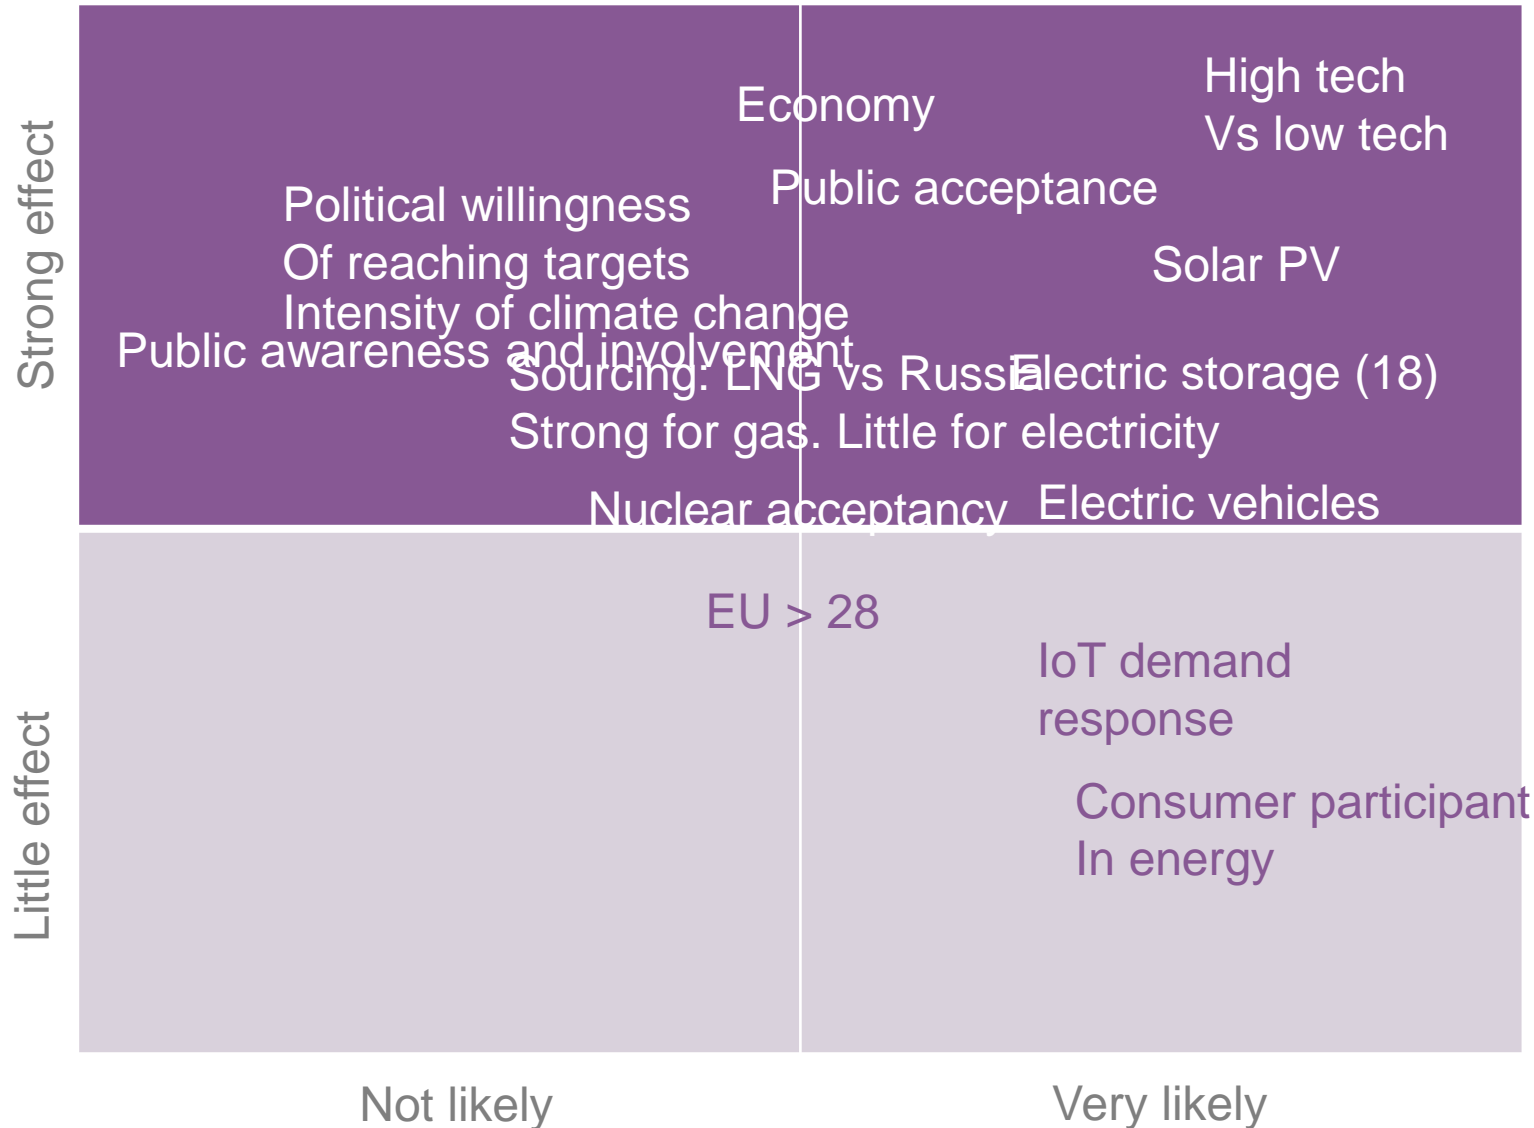 Strong effect
High tech
Vs low tech
Economy
Public acceptance
Political willingness
Of reaching targets
Solar PV
Intensity of climate change
Public awareness and involvement
Sourcing: LNG vs Russia
Strong for gas. Little for electricity
Electric storage (18)
Nuclear acceptancy
Electric vehicles
Little effect
EU > 28
IoT demand
response
Consumer participant
In energy
Not likely
Very likely